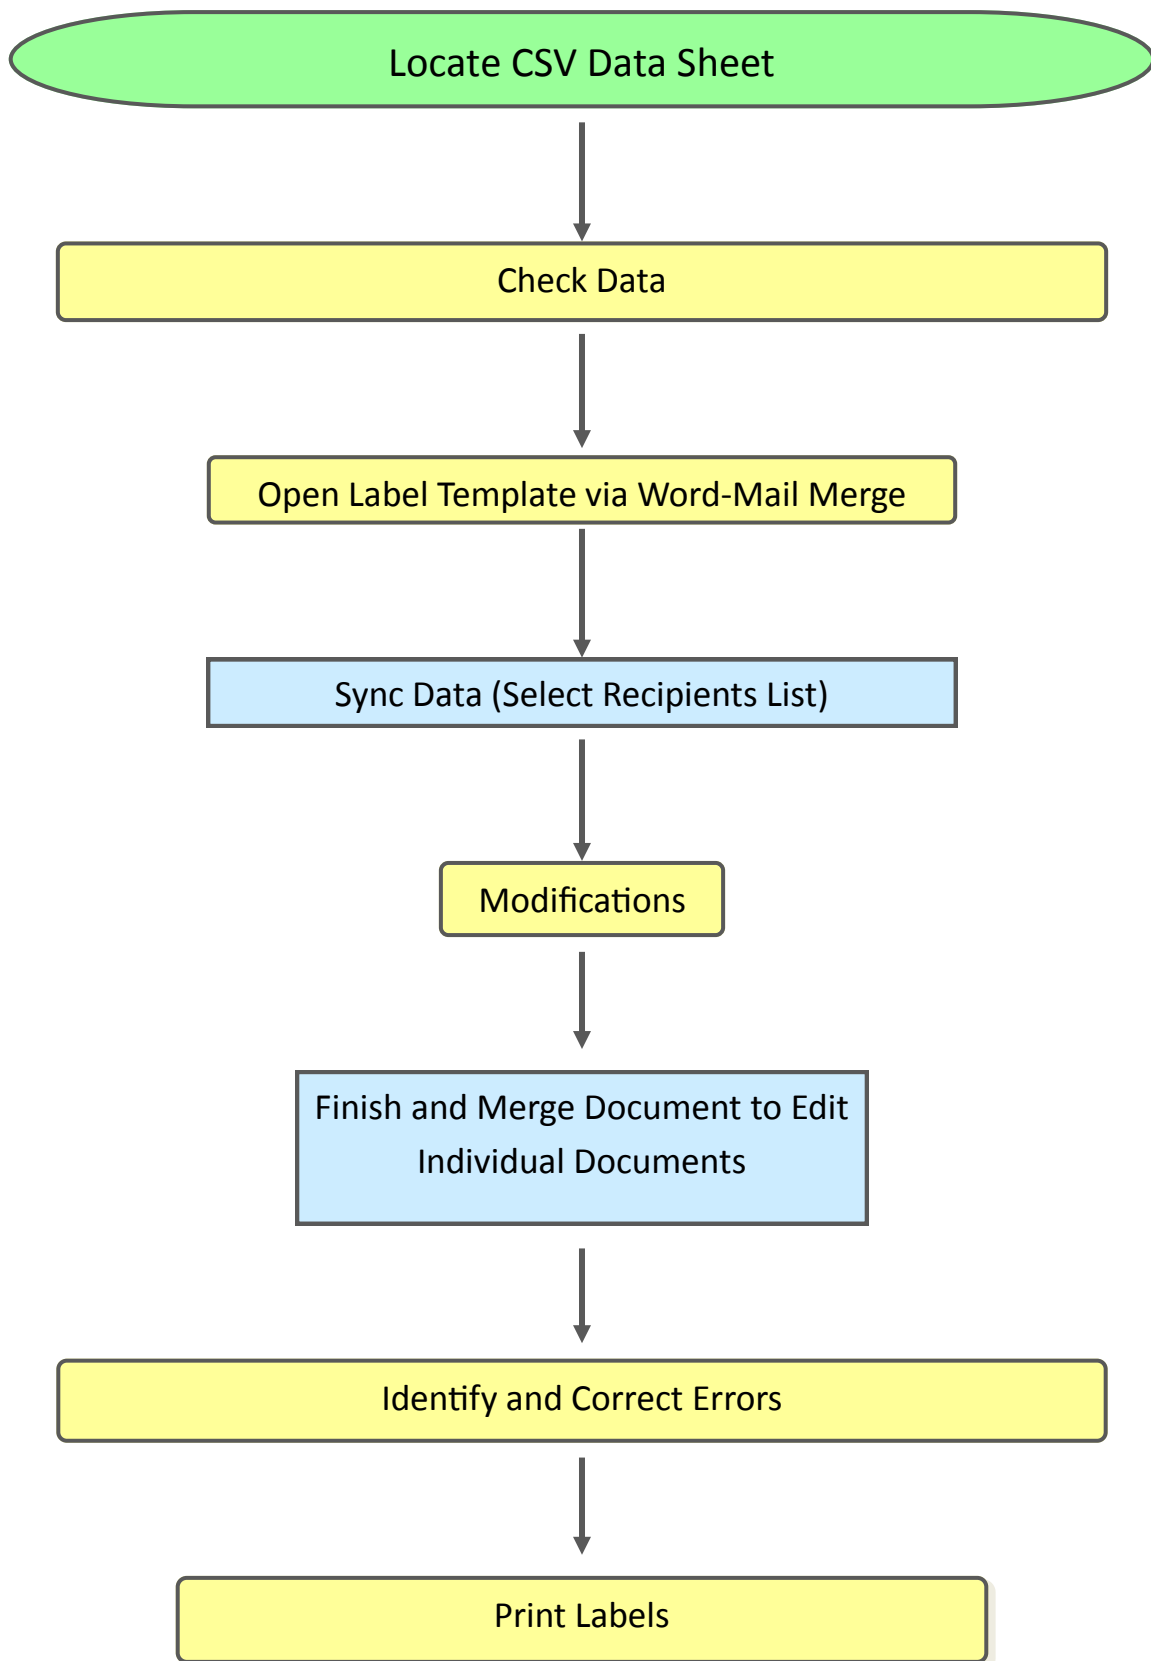 Locate CSV Data Sheet
Check Data
Open Label Template via Word-Mail Merge
Sync Data (Select Recipients List)
Modifications
Finish and Merge Document to Edit
Individual Documents
Identify and Correct Errors
Print Labels